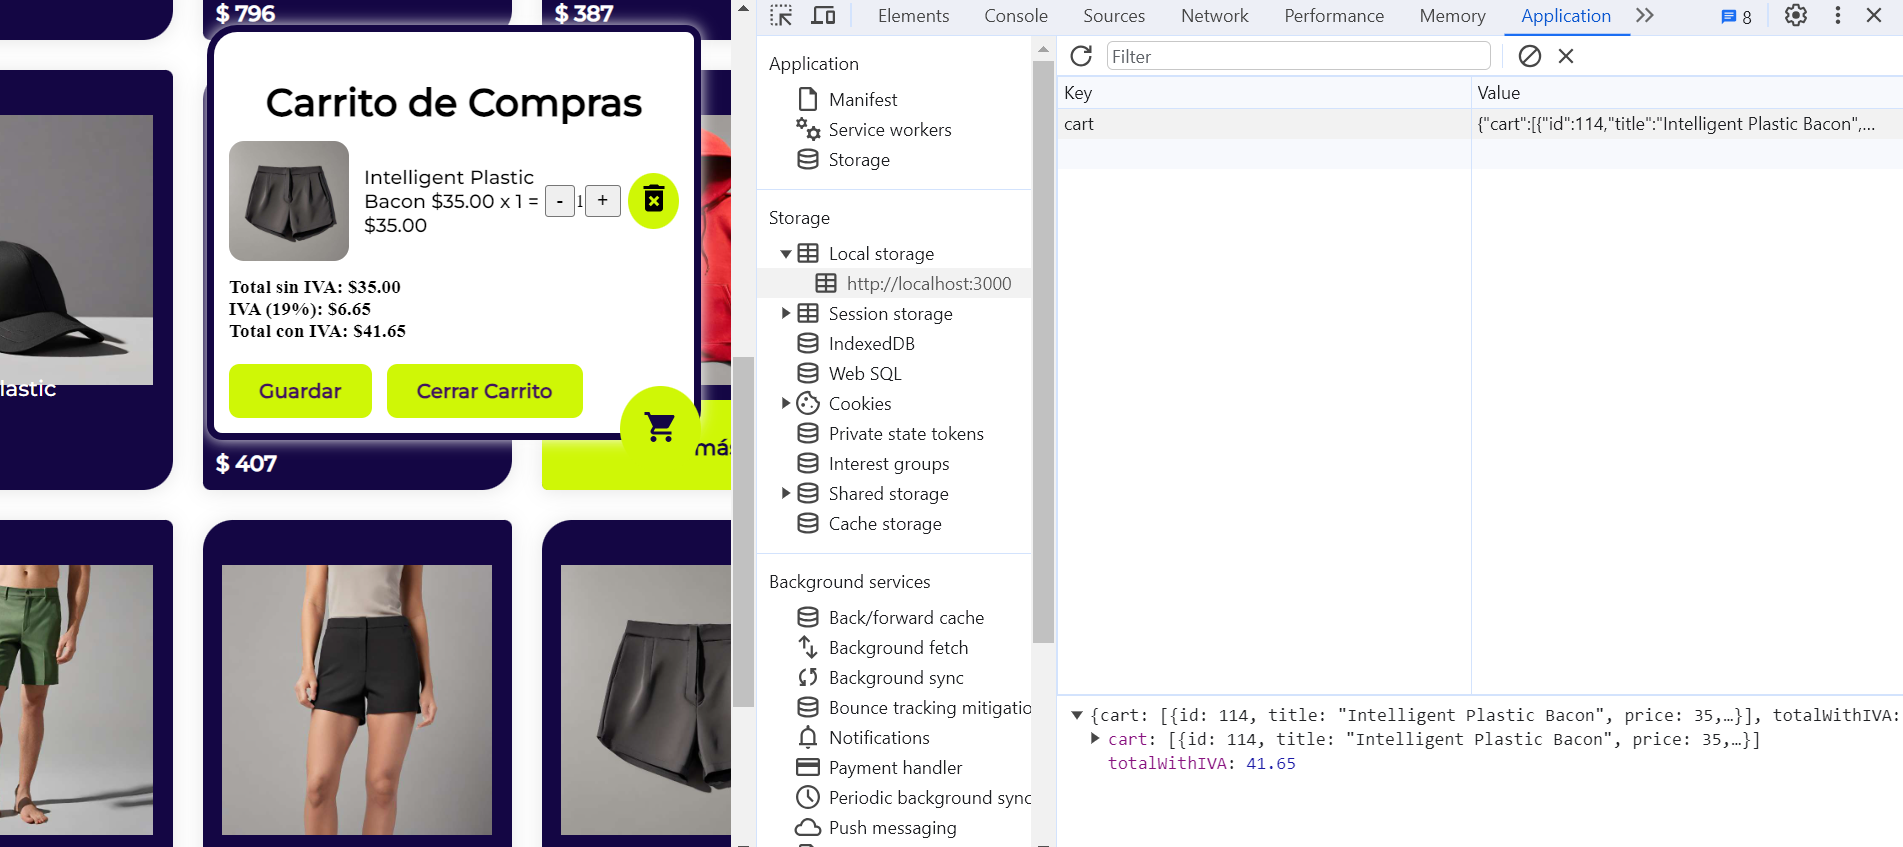 $ 796
$ 387
Carrito de Compras
Intelligent Plastic
Bacon $35.00 x 1 =
$35.00
- 1 +
Total sin IVA: $35.00
IVA (19%): $6.65
Total con IVA: $41.65
Guardar
Cerrar Carrito
lastic
$ 407
más
Elements
Console
Sources
Network
Performance
Memory
Application
8
Application
Manifest
Service workers
Storage
Storage
Local storage
http://localhost:3000
Session storage
IndexedDB
Web SQL
Cookies
Private state tokens
Interest groups
Shared storage
Cache storage
Background services
Back/forward cache
Background fetch
Background sync
Bounce tracking mitigatio
Notifications
Payment handler
Periodic background sync
Push messaging
Filter
Key
Value
cart
{"cart":[{"id":114,"title":"Intelligent Plastic Bacon",...
{cart: [{id: 114, title: "Intelligent Plastic Bacon", price: 35,…}], totalWithIVA:
cart: [{id: 114, title: "Intelligent Plastic Bacon", price: 35,…}]
totalWithIVA: 41.65